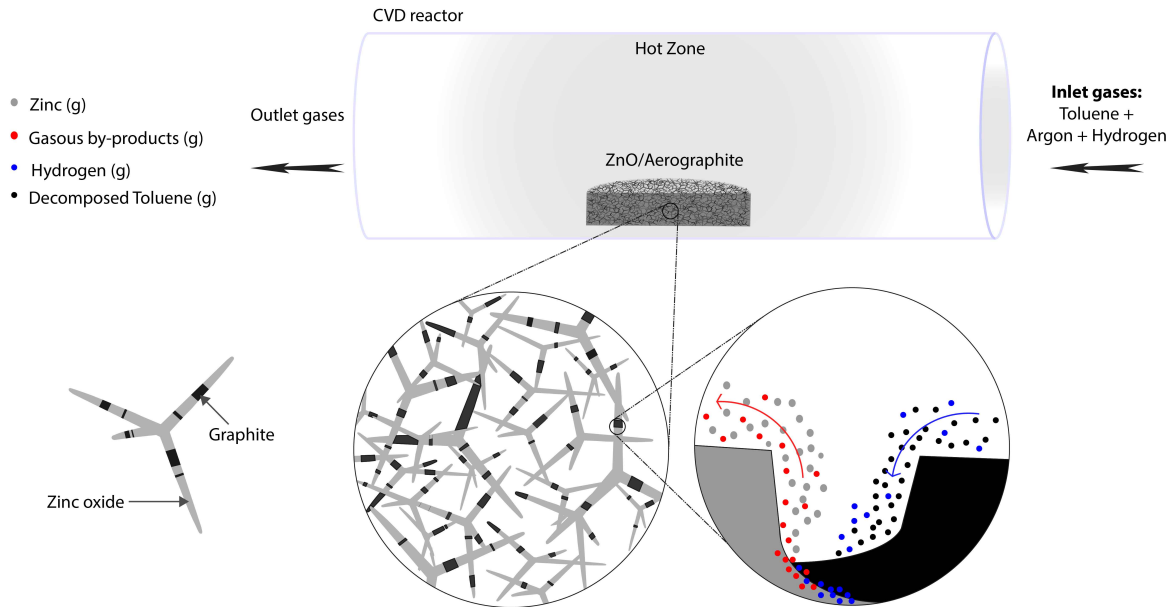 CVD reactor
Hot Zone
Zinc (g)
Gasous by-products (g)
Hydrogen (g)
Decomposed Toluene (g)
Outlet gases
Inlet gases:
Toluene +
Argon + Hydrogen
ZnO/Aerographite
Graphite
Zinc oxide